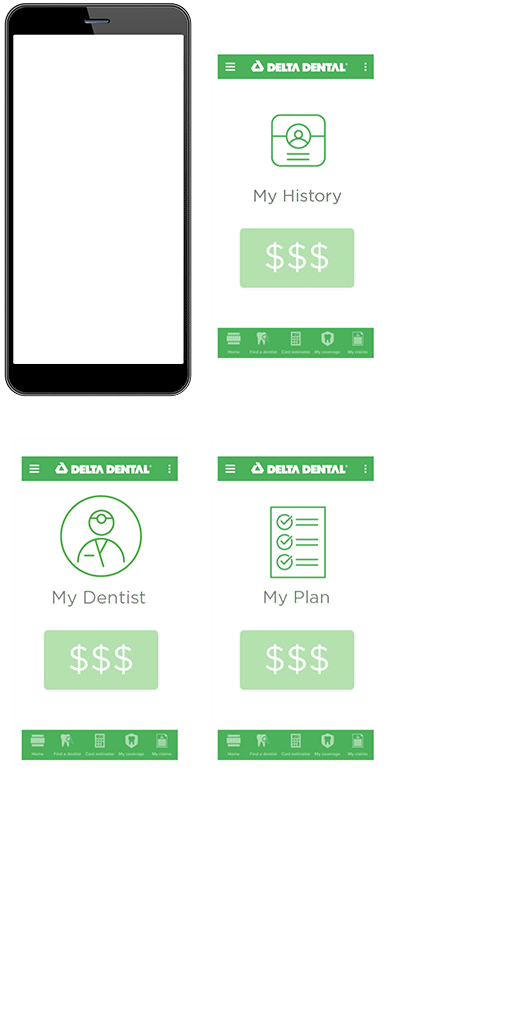 DELTA DENTAL®
My History
$$$
Home Find a dentist Cost estimator My coverage My claims
DELTA DENTAL®
My Dentist
$$$
Home Find a dentist Cost estimator My coverage My claims
DELTA DENTAL®
My Plan
$$$
Home Find a dentist Cost estimator My coverage My claims